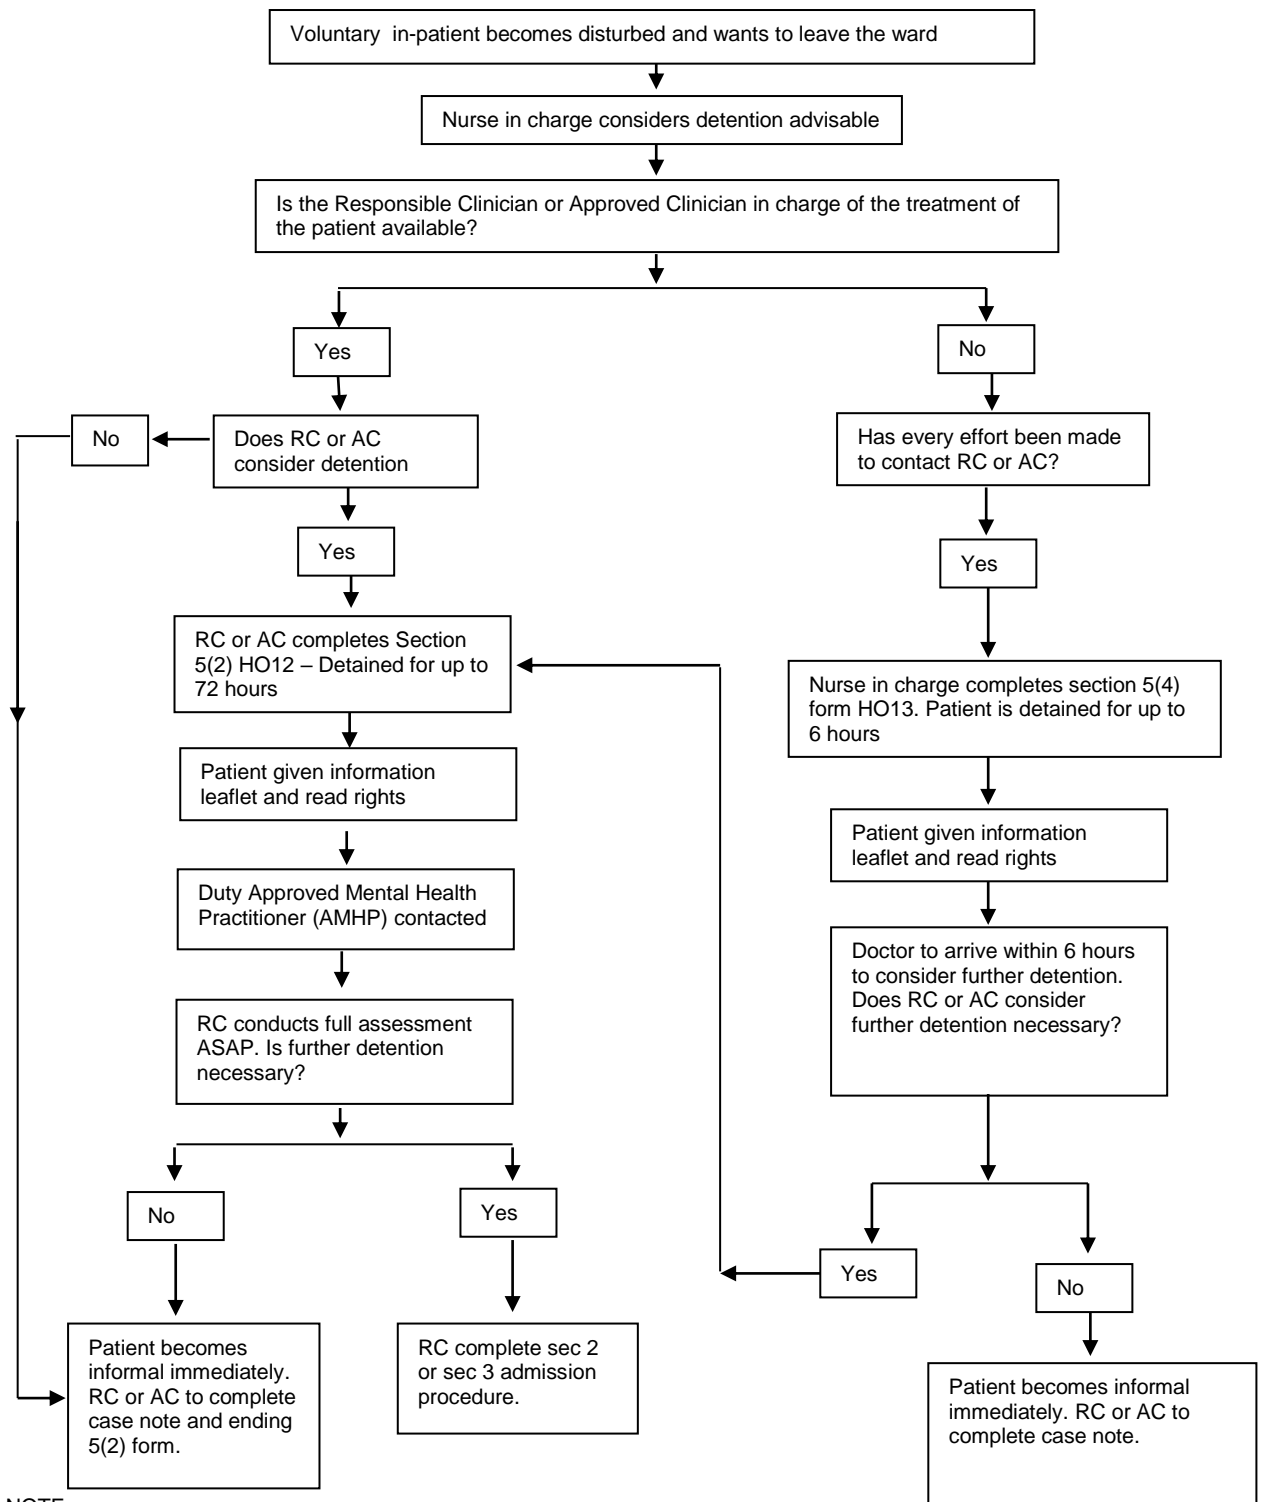 Voluntary in-patient becomes disturbed and wants to leave the ward
Nurse in charge considers detention advisable
Is the Responsible Clinician or Approved Clinician in charge of the treatment of
the patient available?
Yes
No
No
Does RC or AC
consider detention
Has every effort been made
to contact RC or AC?
Yes
Yes
RC or AC completes Section
5(2) HO12 – Detained for up to
72 hours
Nurse in charge completes section 5(4)
form HO13. Patient is detained for up to
6 hours
Patient given information
leaflet and read rights
Patient given information
leaflet and read rights
Duty Approved Mental Health
Practitioner (AMHP) contacted
Doctor to arrive within 6 hours
to consider further detention.
Does RC or AC consider
further detention necessary?
RC conducts full assessment
ASAP. Is further detention
necessary?
No
Yes
Yes
No
Patient becomes
informal immediately.
RC or AC to complete
case note and ending
5(2) form.
RC complete sec 2
or sec 3 admission
procedure.
Patient becomes informal
immediately. RC or AC to
complete case note.
NOTE